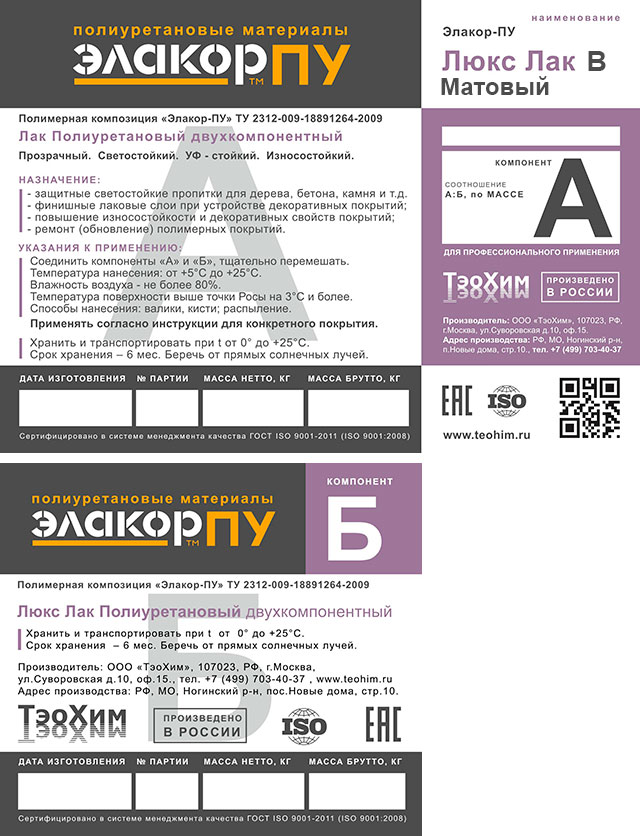 полиуретановые материалы
элакорПУ™
Полимерная композиция «Элакор-ПУ» ТУ 2312-009-18891264-2009
Лак Полиуретановый двухкомпонентный
Прозрачный. Светостойкий. УФ - стойкий. Износостойкий.
НАЗНАЧЕНИЕ:
- защитные светостойкие пропитки для дерева, бетона, камня и т.д.
- финишные лаковые слои при устройстве декоративных покрытий;
- повышение износостойкости и декоративных свойств покрытий;
- ремонт (обновление) полимерных покрытий.
УКАЗАНИЯ К ПРИМЕНЕНИЮ:
Соединить компоненты «А» и «Б», тщательно перемешать.
Температура нанесения: от +5°С до +25°С.
Влажность воздуха - не более 80%.
Температура поверхности выше точки Росы на 3°С и более.
Способы нанесения: валики, кисти; распыление.
Применять согласно инструкции для конкретного покрытия.
Хранить и транспортировать при t от 0° до +25°С.
Срок хранения – 6 мес. Беречь от прямых солнечных лучей.
А
ДАТА ИЗГОТОВЛЕНИЯ № ПАРТИИ МАССА НЕТТО, КГ МАССА БРУТТО, КГ
Сертифицировано в системе менеджмента качества ГОСТ ISO 9001-2011 (ISO 9001:2008)
наименование
Элакор-ПУ
Люкс Лак В
Матовый
КОМПОНЕНТ
СООТНОШЕНИЕ
А:Б, по МАССЕ
А
ДЛЯ ПРОФЕССИОНАЛЬНОГО ПРИМЕНЕНИЯ
ТэоХим
ПРОИЗВЕДЕНО
В РОССИИ
Производитель: ООО «ТэоХим», 107023, РФ,
г.Москва, ул.Суворовская д.10, оф.15.
Адрес производства: РФ, МО, Ногинский р-н,
п.Новые дома, стр.10., тел. +7 (499) 703-40-37
ЕАС ISO
www.teohim.ru
полиуретановые материалы
элакорПУ™
КОМПОНЕНТ
Б
Полимерная композиция «Элакор-ПУ» ТУ 2312-009-18891264-2009
Люкс Лак Полиуретановый двухкомпонентный
Хранить и транспортировать при t от 0° до +25°С.
Срок хранения – 6 мес. Беречь от прямых солнечных лучей.
Б
Производитель: ООО «ТэоХим», 107023, РФ, г.Москва,
ул.Суворовская д.10, оф.15., тел. +7 (499) 703-40-37 , www.teohim.ru
Адрес производства: РФ, МО, Ногинский р-н, пос.Новые дома, стр.10.
ТэоХим
ПРОИЗВЕДЕНО
В РОССИИ
ISO ЕАС
ДАТА ИЗГОТОВЛЕНИЯ № ПАРТИИ МАССА НЕТТО, КГ МАССА БРУТТО, КГ
Сертифицировано в системе менеджмента качества ГОСТ ISO 9001-2011 (ISO 9001:2008)